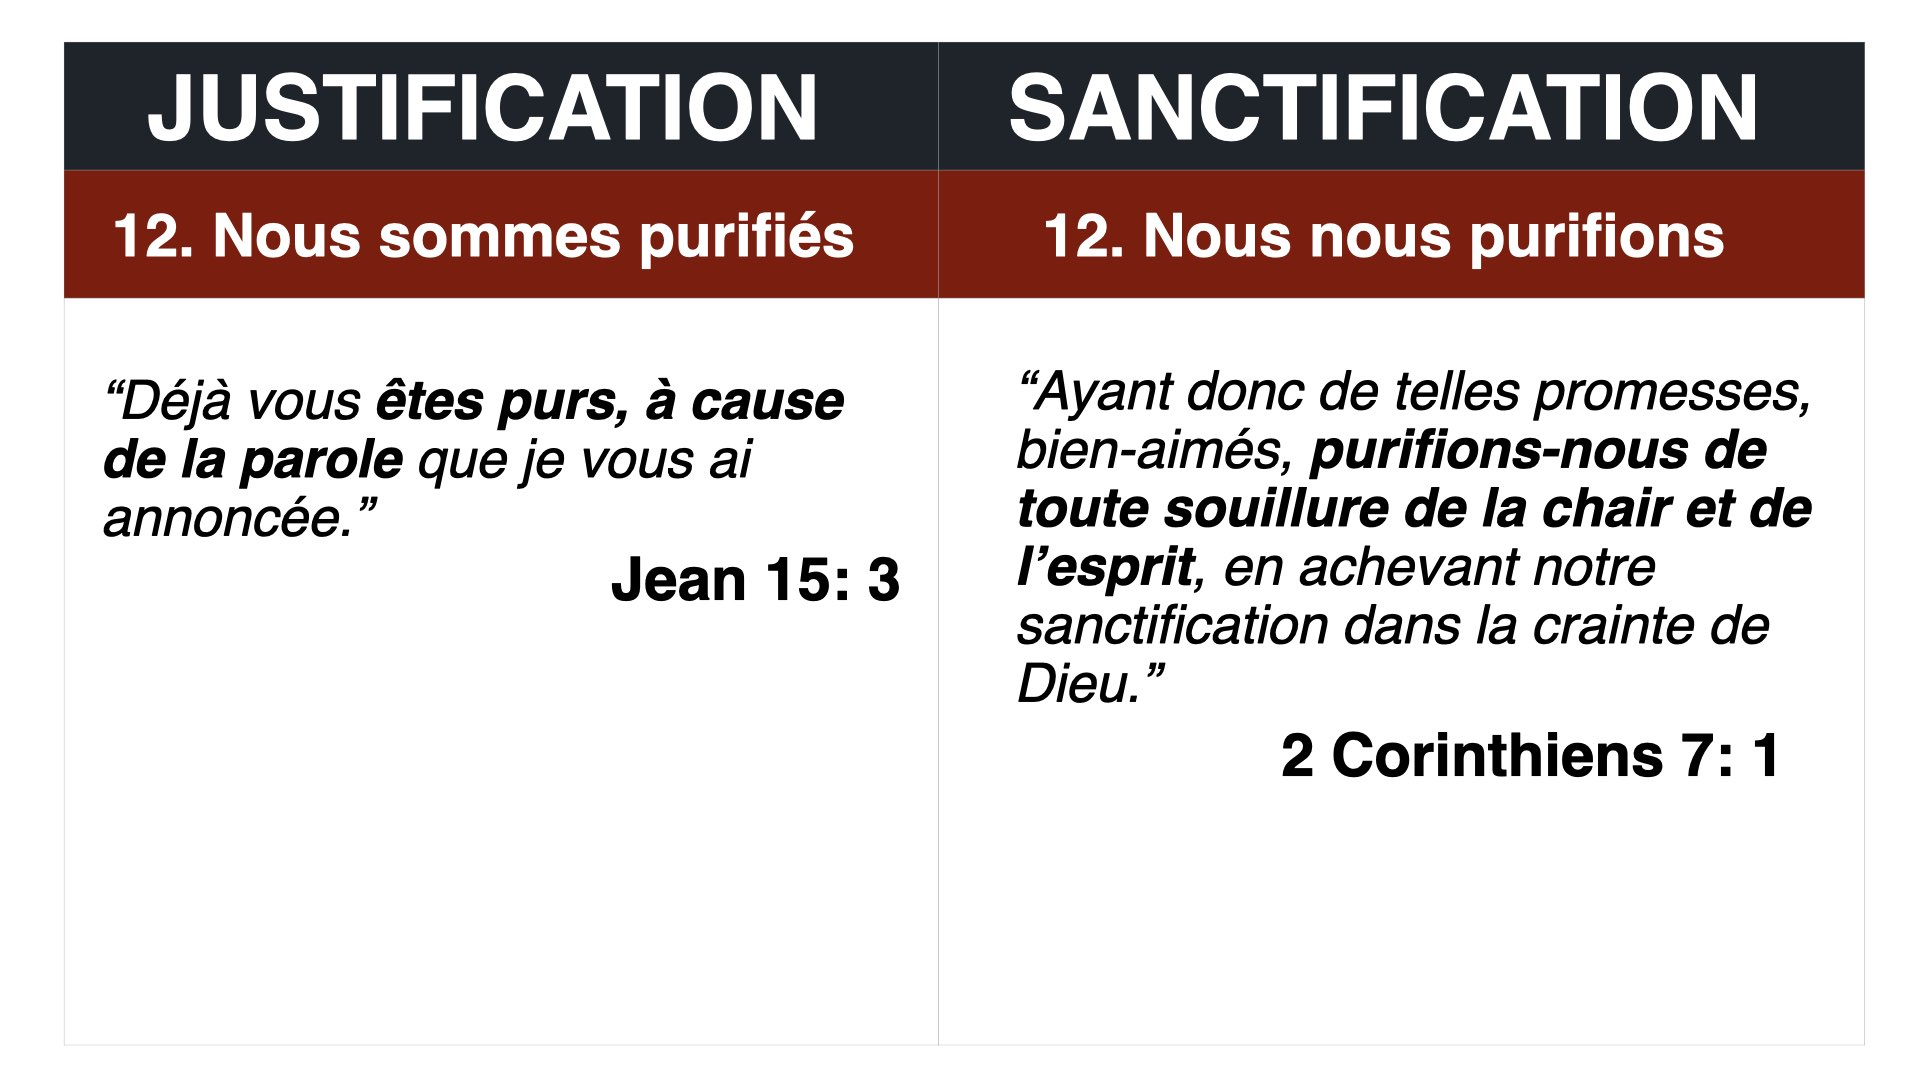 JUSTIFICATION
SANCTIFICATION
12. Nous sommes purifiés
12. Nous nous purifions
“Déjà vous êtes purs, à cause
de la parole que je vous ai
annoncée.”
Jean 15: 3
“Ayant donc de telles promesses,
bien-aimés, purifions-nous de
toute souillure de la chair et de
l’esprit, en achevant notre
sanctification dans la crainte de
Dieu.”
2 Corinthiens 7: 1